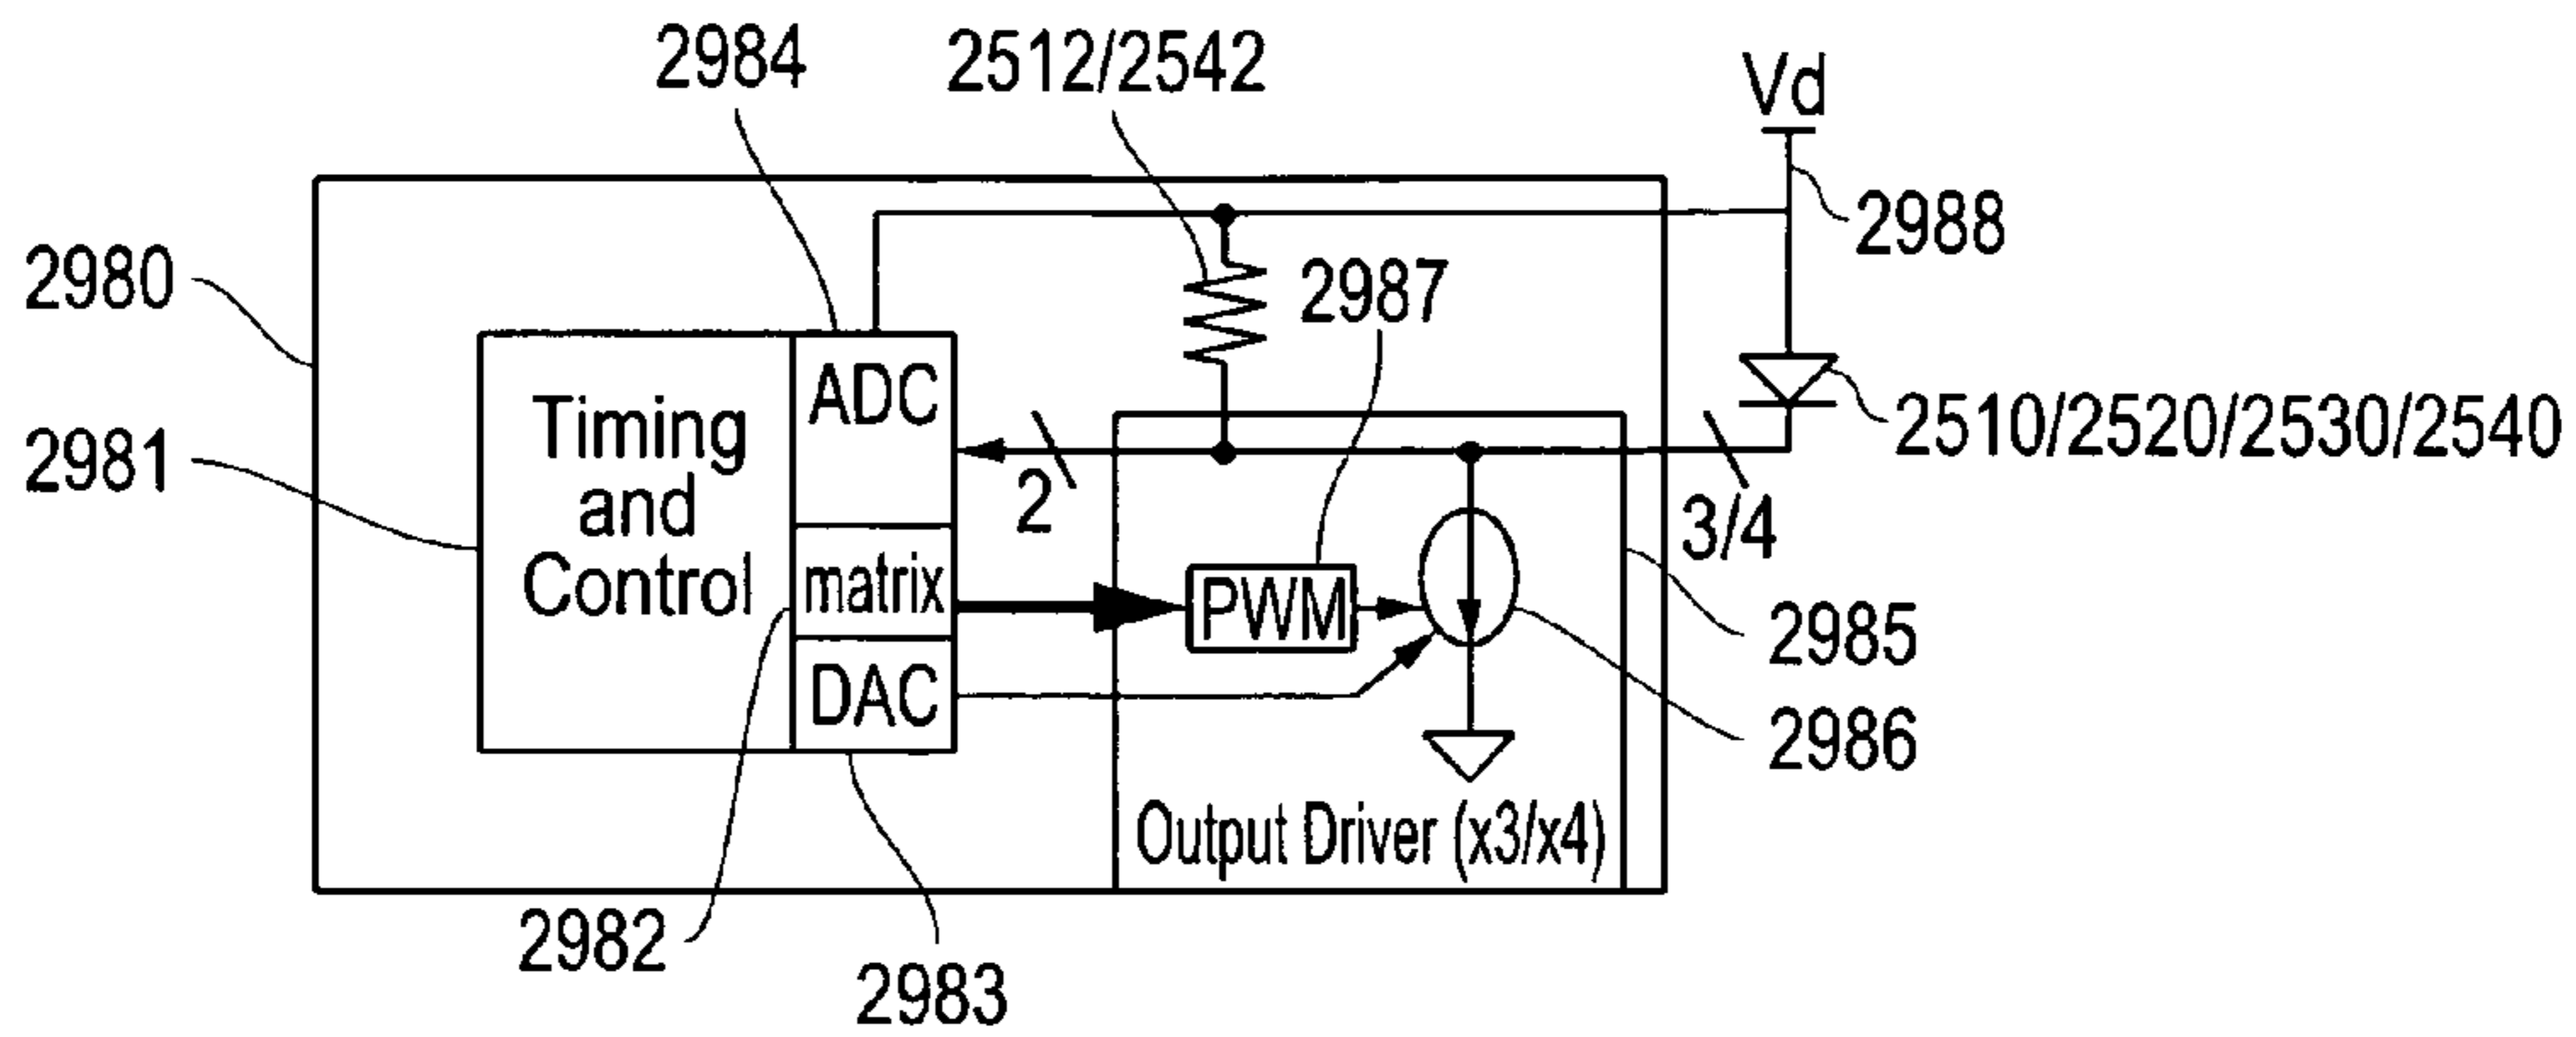 2984
2512/2542
Vd
2980
2988
2987
2981
Timing
and
Control
ADC
2510/2520/2530/2540
2
3/4
matrix
PWM
2985
DAC
2986
Output Driver (x3/x4)
2982
2983